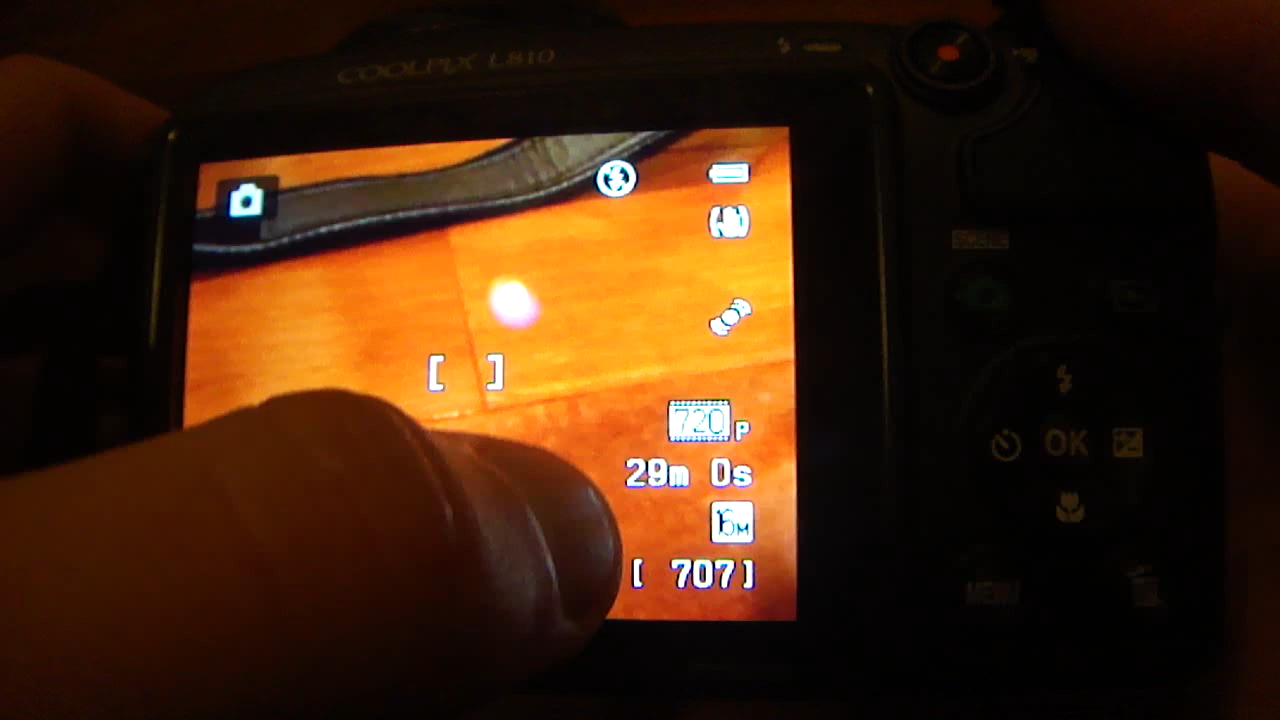 COOLPIX L810
SCENE
[ ]
720P
29m 0s
OK
16M
[ 707]
MENU